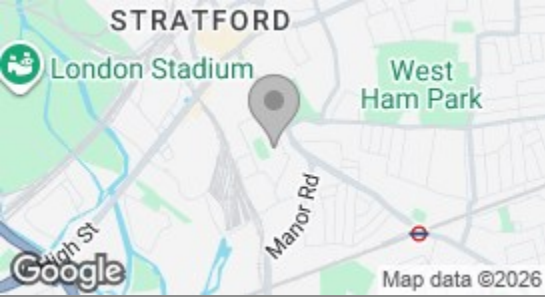 STRATFORD
London Stadium
West
Ham Park
Manor Rd
High St
Google
Map data ©2026